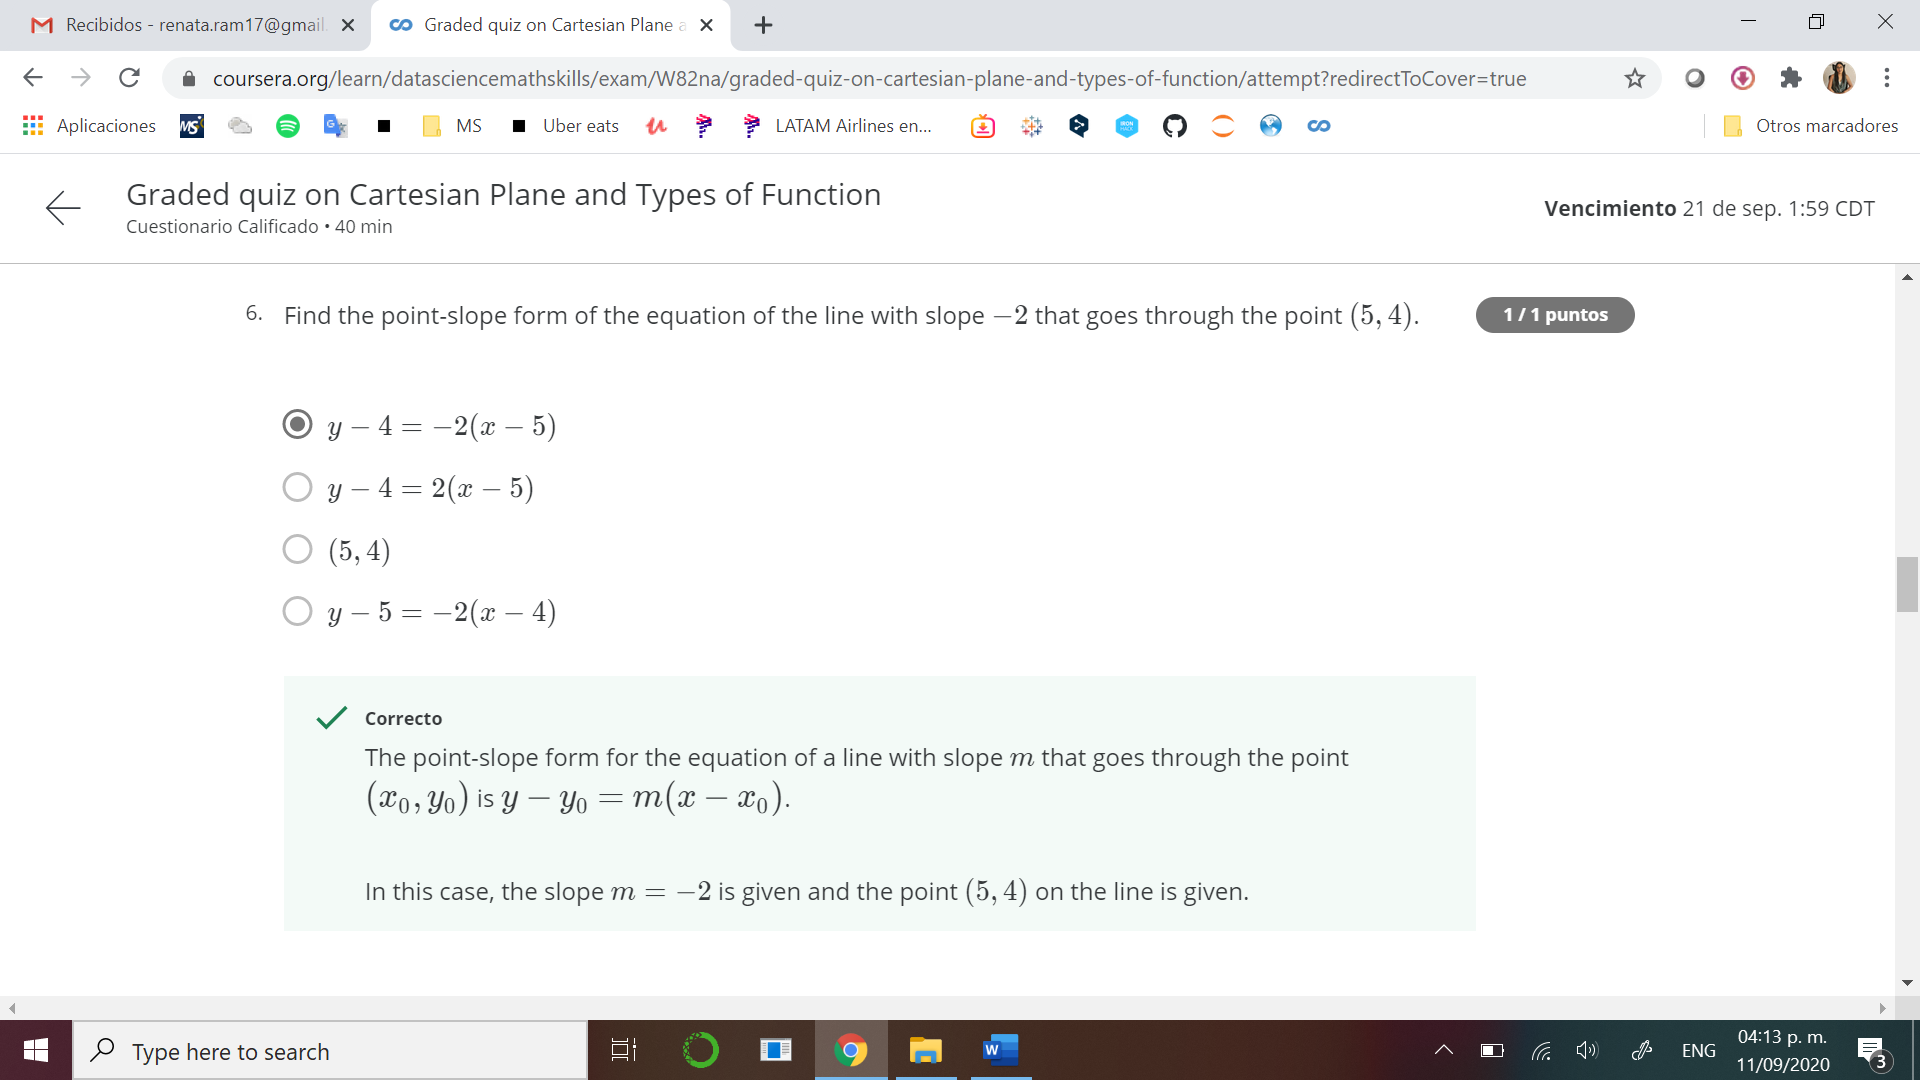 Recibidos - renata.ram17@gmail.
Graded quiz on Cartesian Plane a
coursera.org/learn/datasciencemathskills/exam/W82na/graded-quiz-on-cartesian-plane-and-types-of-function/attempt?redirectToCover=true
Aplicaciones MS MS Uber eats LATAM Airlines en... Otros marcadores
Graded quiz on Cartesian Plane and Types of Function
Cuestionario Calificado • 40 min
Vencimiento 21 de sep. 1:59 CDT
6. Find the point-slope form of the equation of the line with slope −2 that goes through the point (5, 4).
1 / 1 puntos
y − 4 = −2(x − 5)
y − 4 = 2(x − 5)
(5, 4)
y − 5 = −2(x − 4)
Correcto
The point-slope form for the equation of a line with slope m that goes through the point
(x₀, y₀) is y − y₀ = m(x − x₀).
In this case, the slope m = −2 is given and the point (5, 4) on the line is given.
Type here to search
W
ENG
04:13 p. m.
11/09/2020
3